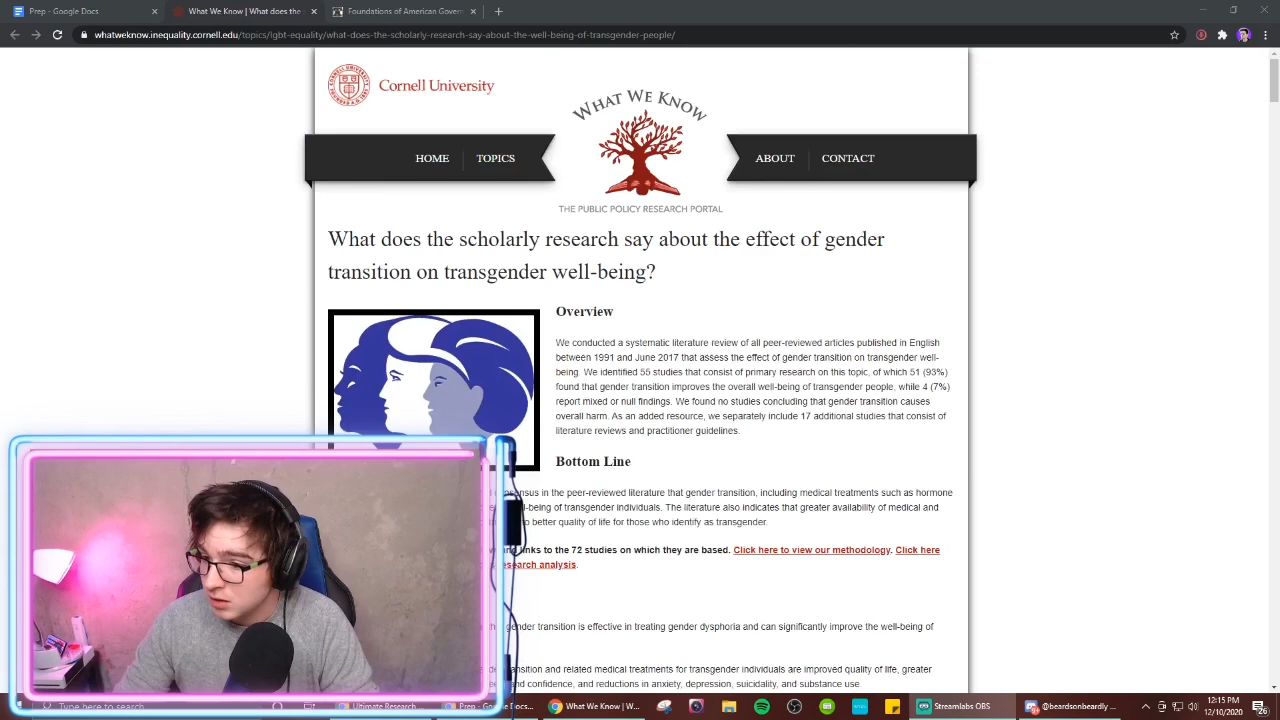 Prep - Google Docs
What We Know | What does the
Foundations of American Govern
whatweknow.inequality.cornell.edu/topics/lgbt-equality/what-does-the-scholarly-research-say-about-the-well-being-of-transgender-people/
Cornell University
WHAT WE KNOW
HOME
TOPICS
ABOUT
CONTACT
THE PUBLIC POLICY RESEARCH PORTAL
What does the scholarly research say about the effect of gender
transition on transgender well-being?
Overview
We conducted a systematic literature review of all peer-reviewed articles published in English
between 1991 and June 2017 that assess the effect of gender transition on transgender well-
being. We identified 55 studies that consist of primary research on this topic, of which 51 (93%)
found that gender transition improves the overall well-being of transgender people, while 4 (7%)
report mixed or null findings. We found no studies concluding that gender transition causes
overall harm. As an added resource, we separately include 17 additional studies that consist of
literature reviews and practitioner guidelines.
Bottom Line
consensus in the peer-reviewed literature that gender transition, including medical treatments such as hormone
well-being of transgender individuals. The literature also indicates that greater availability of medical and
to better quality of life for those who identify as transgender.
links to the 72 studies on which they are based. Click here to view our methodology. Click here
research analysis.
gender transition is effective in treating gender dysphoria and can significantly improve the well-being of
transition and related medical treatments for transgender individuals are improved quality of life, greater
and confidence, and reductions in anxiety, depression, suicidality, and substance use.
Type here to search
Ultimate Research ...
Prep - Google Docs...
What We Know | W...
Streamlabs OBS
@beardsonbeardly ...
12:15 PM
12/10/2020